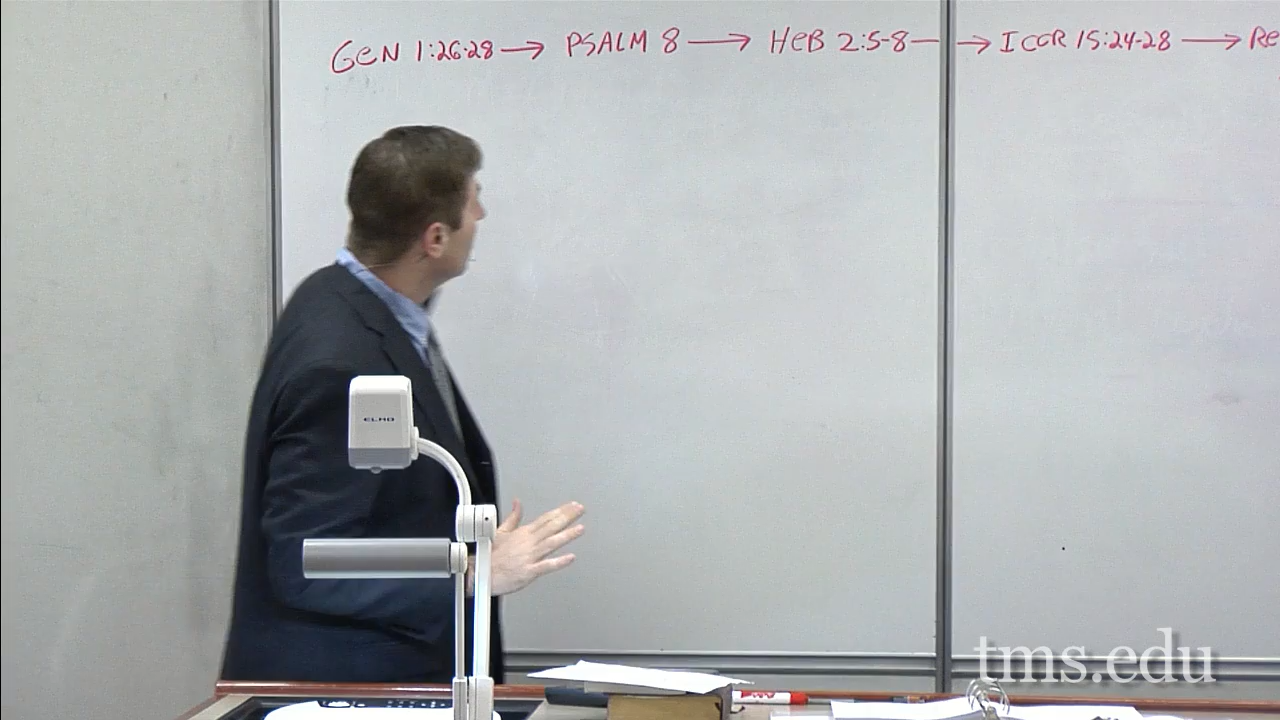 GEN 1:26-28 → PSALM 8 → HEB 2:5-8 → I COR 15:24-28 → Re
ELMO
tms.edu